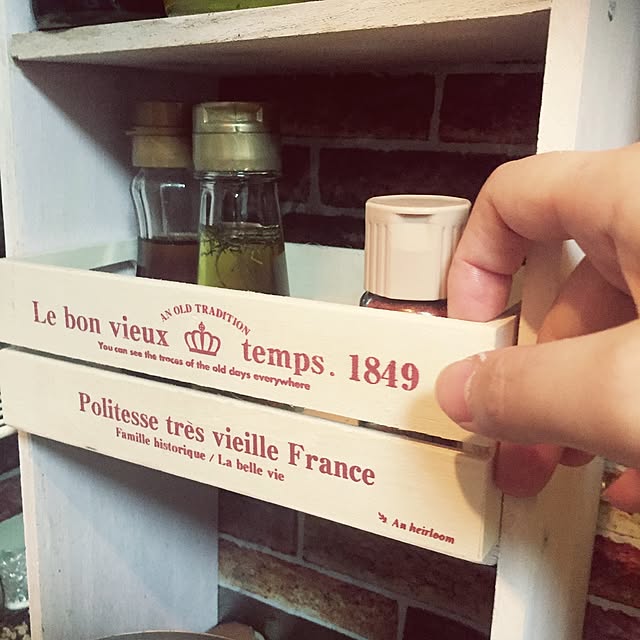 AN OLD TRADITION
Le bon vieux temps. 1849
You can see the traces of the old days everywhere
Politesse très vieille France
Famille historique / La belle vie
An heirloom